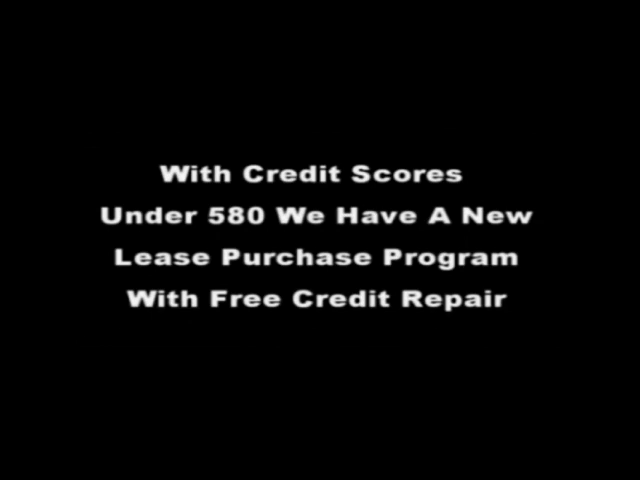 With Credit Scores
Under 580 We Have A New
Lease Purchase Program
With Free Credit Repair